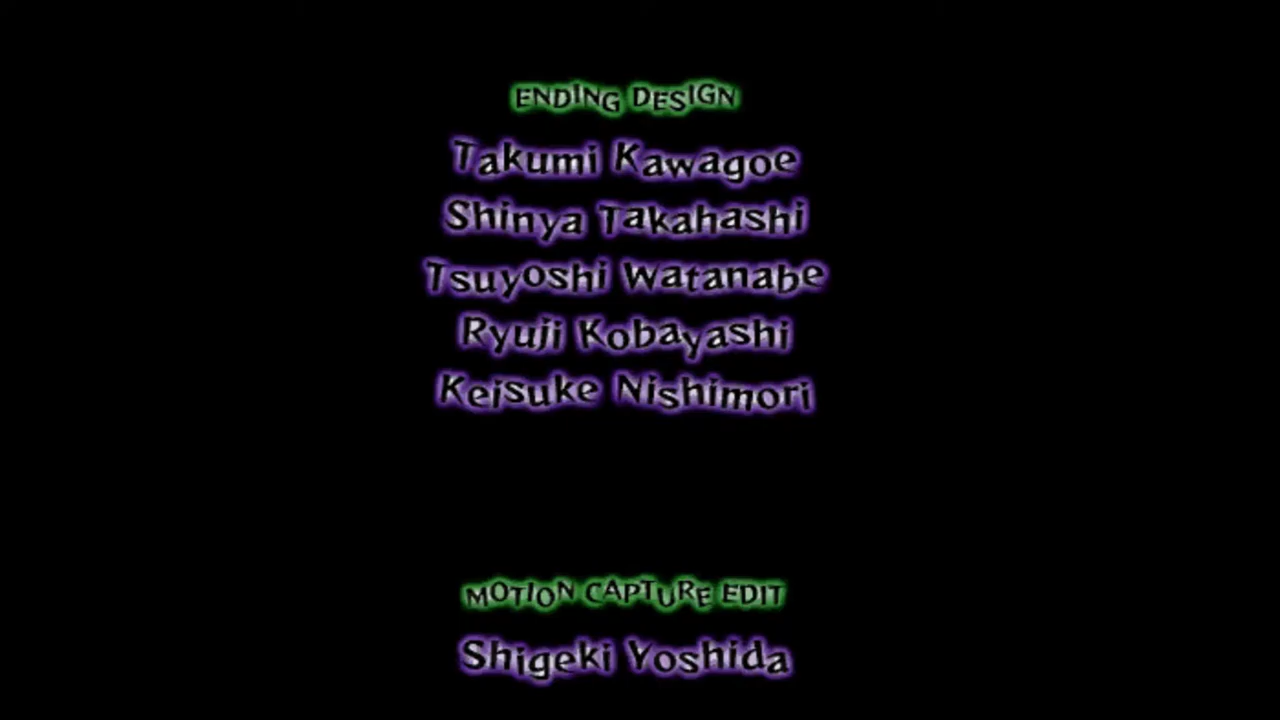 ENDING DESIGN
Takumi Kawagoe
Shinya Takahashi
Tsuyoshi Watanabe
Ryuji Kobayashi
Keisuke Nishimori
MOTION CAPTURE EDIT
Shigeki Yoshida